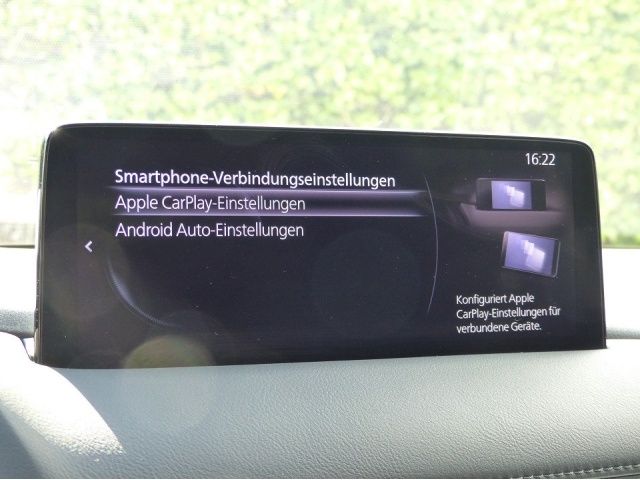 16:22
Smartphone-Verbindungseinstellungen
Apple CarPlay-Einstellungen
Android Auto-Einstellungen
Konfiguriert Apple
CarPlay-Einstellungen für
verbundene Geräte.